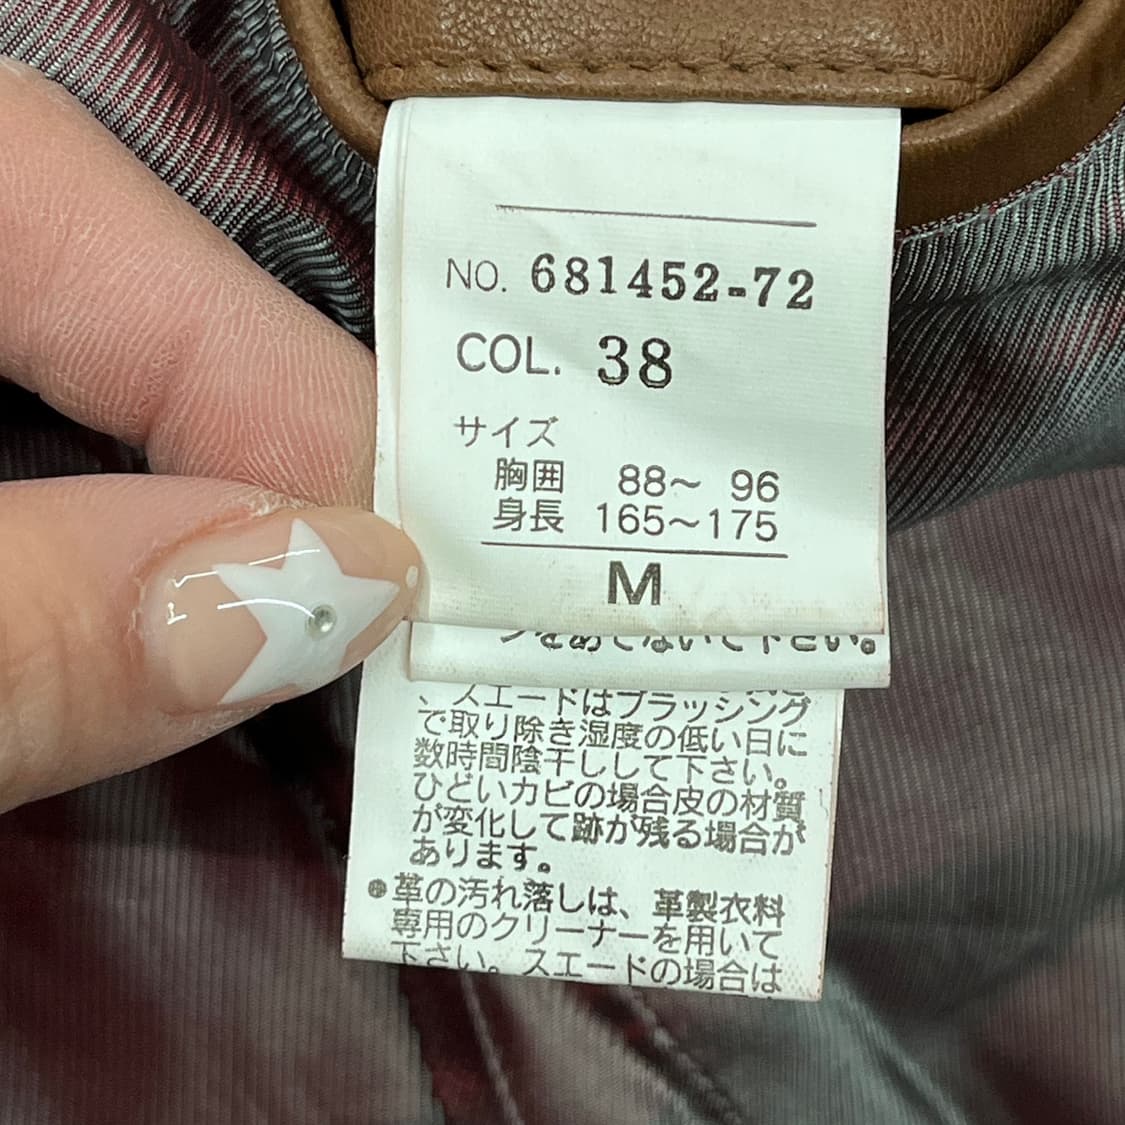 NO. 681452-72
COL. 38
サイズ
胸囲 88～ 96
身長 165～175
M
をあてないで下さい。
、スエードはブラッシング
で取り除き湿度の低い日に
数時間陰干しして下さい。
ひどいカビの場合皮の材質
が変化して跡が残る場合が
あります。
●革の汚れ落しは、革製衣料
専用のクリーナーを用いて
下さい。スエードの場合は